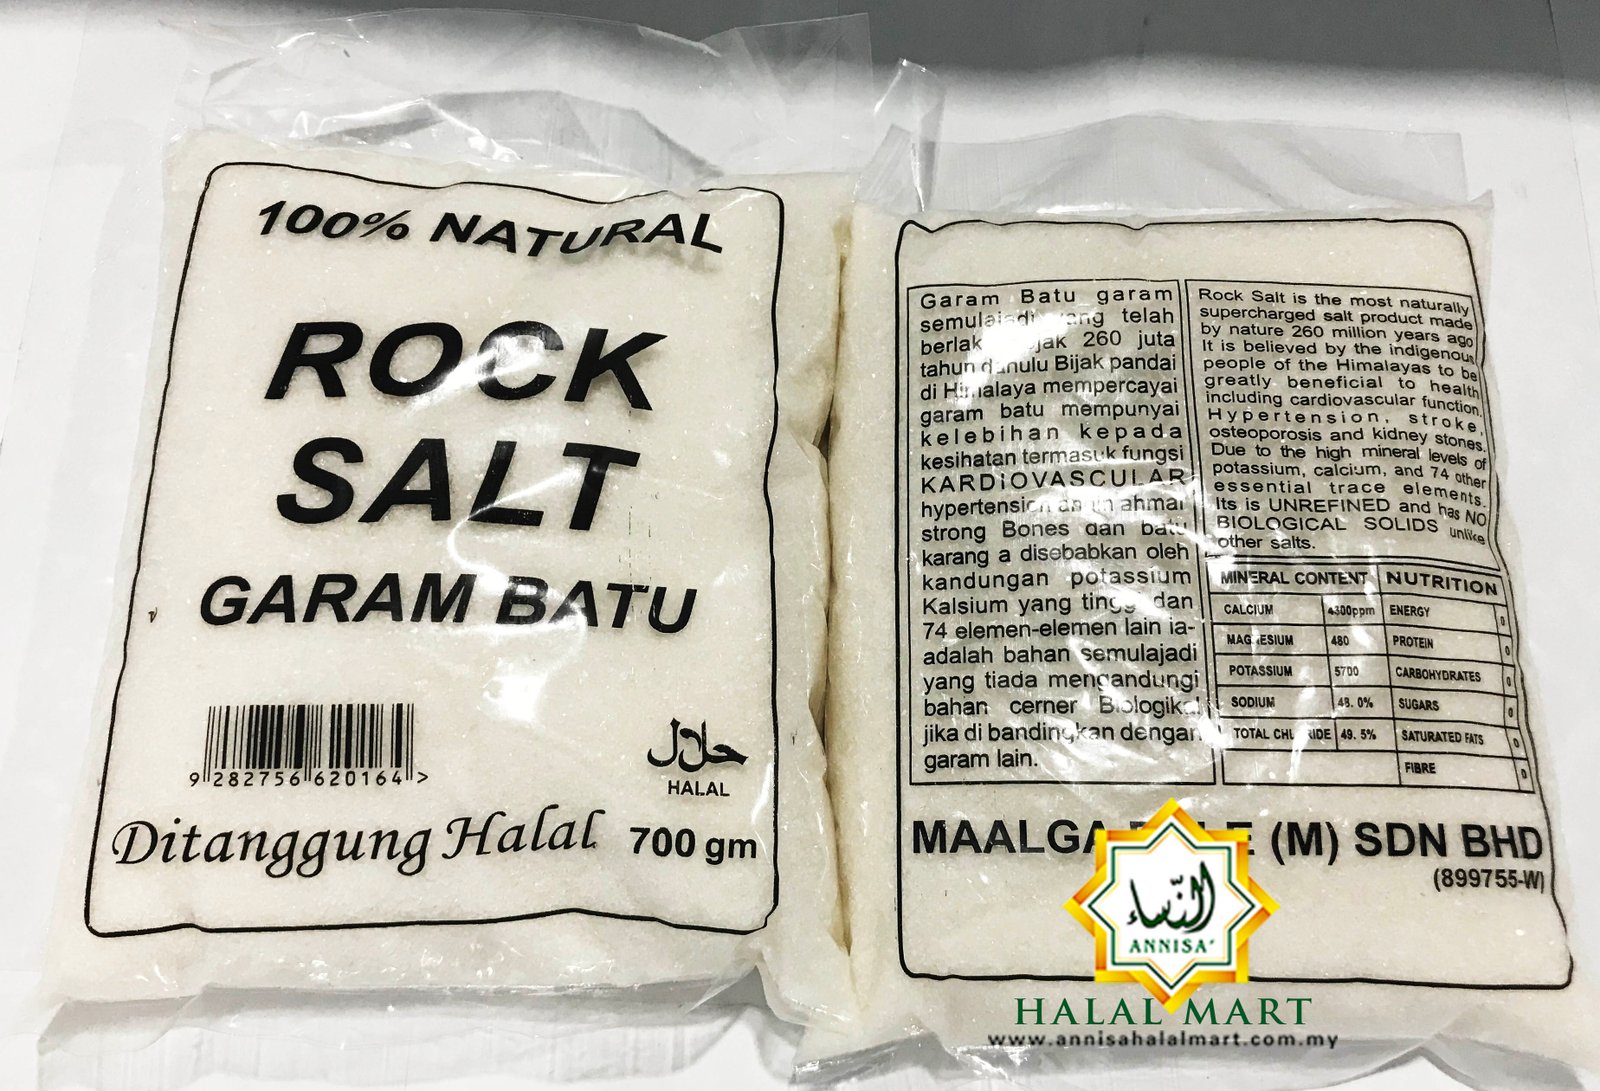 100% NATURAL
ROCK
SALT
GARAM BATU
9 282756 620164 >
حلال
HALAL
Ditanggung Halal
700 gm
Garam Batu garam
semulajadi yang telah
berlak jak 260 juta
tahun dahulu Bijak pandai
di Himalaya mempercayai
garam batu mempunyai
kelebihan kepada
kesihatan termasuk fungsi
KARDIOVASCULAR
hypertension ahmar
strong Bones dan batu
karang a disebabkan oleh
kandungan potassium
Kalsium yang tinggi dan
74 elemen-elemen lain ia-
adalah bahan semulajadi
yang tiada mengandungi
bahan cerner Biologikal
jika di bandingkan dengan
garam lain.
Rock Salt is the most naturally
supercharged salt product made
by nature 260 million years ago
It is believed by the indigenous
people of the Himalayas to be
greatly beneficial to health
including cardiovascular function.
Hypertension, stroke,
osteoporosis and kidney stones.
Due to the high mineral levels of
potassium, calcium, and 74 other
essential trace elements.
Its is UNREFINED and has NO
BIOLOGICAL SOLIDS unlike
other salts.
MINERAL CONTENT NUTRITION
CALCIUM 4300ppm ENERGY 0
MAGNESIUM 480 PROTEIN 0
POTASSIUM 5700 CARBOHYDRATES 0
SODIUM 48.0% SUGARS 0
TOTAL CHLORIDE 49.5% SATURATED FATS 0
FIBRE 0
(M) SDN BHD
(899755-W)
النساء
ANNISA'
HALAL MART
www.annisahalalmart.com.my